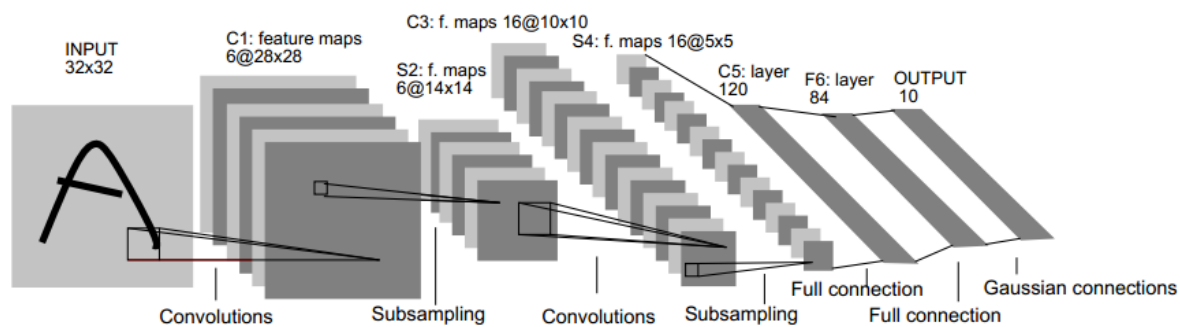 INPUT
32x32
C1: feature maps
6@28x28
S2: f. maps
6@14x14
C3: f. maps 16@10x10
S4: f. maps 16@5x5
C5: layer
120
F6: layer
84
OUTPUT
10
Convolutions
Subsampling
Convolutions
Subsampling
Full connection
Full connection
Gaussian connections